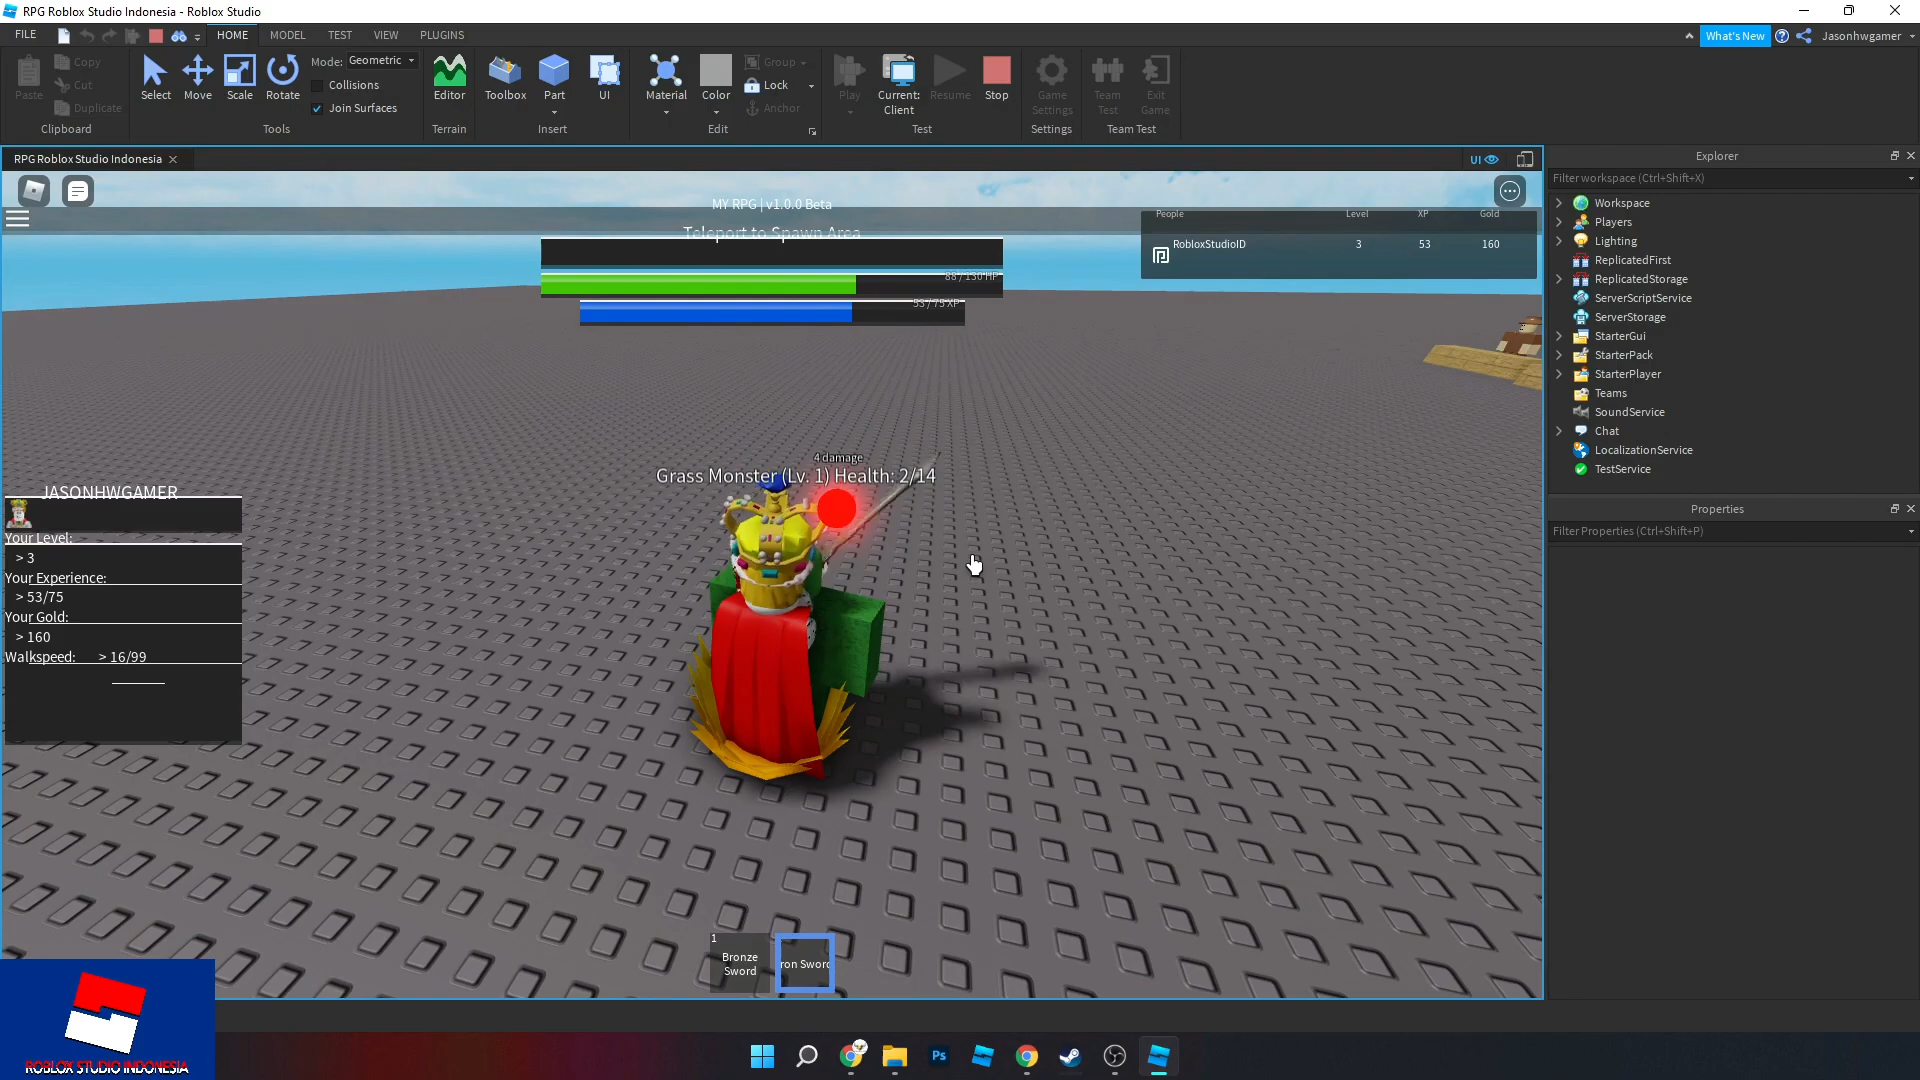 RPG Roblox Studio Indonesia - Roblox Studio
FILE HOME MODEL TEST VIEW PLUGINS What's New Jasonhwgamer
Paste Copy Cut Duplicate
Clipboard
Select Move Scale Rotate
Mode: Geometric
Collisions
Join Surfaces
Tools
Editor
Terrain
Toolbox Part UI
Insert
Material Color Group Lock Anchor
Edit
Play Current: Client Resume Stop
Test
Game Settings
Settings
Team Test Exit Game
Team Test
RPG Roblox Studio Indonesia UI
MY RPG | v1.0.0 Beta
Teleport to Spawn Area
88 / 130 HP
53 / 75 XP
People Level XP Gold
RobloxStudioID 3 53 160
4 damage
Grass Monster (Lv. 1) Health: 2/14
JASONHWGAMER
Your Level:
> 3
Your Experience:
> 53/75
Your Gold:
> 160
Walkspeed: > 16/99
1
Bronze Sword
ron Sword
ROBLOX STUDIO INDONESIA
Explorer
Filter workspace (Ctrl+Shift+X)
Workspace
Players
Lighting
ReplicatedFirst
ReplicatedStorage
ServerScriptService
ServerStorage
StarterGui
StarterPack
StarterPlayer
Teams
SoundService
Chat
LocalizationService
TestService
Properties
Filter Properties (Ctrl+Shift+P)
Ps